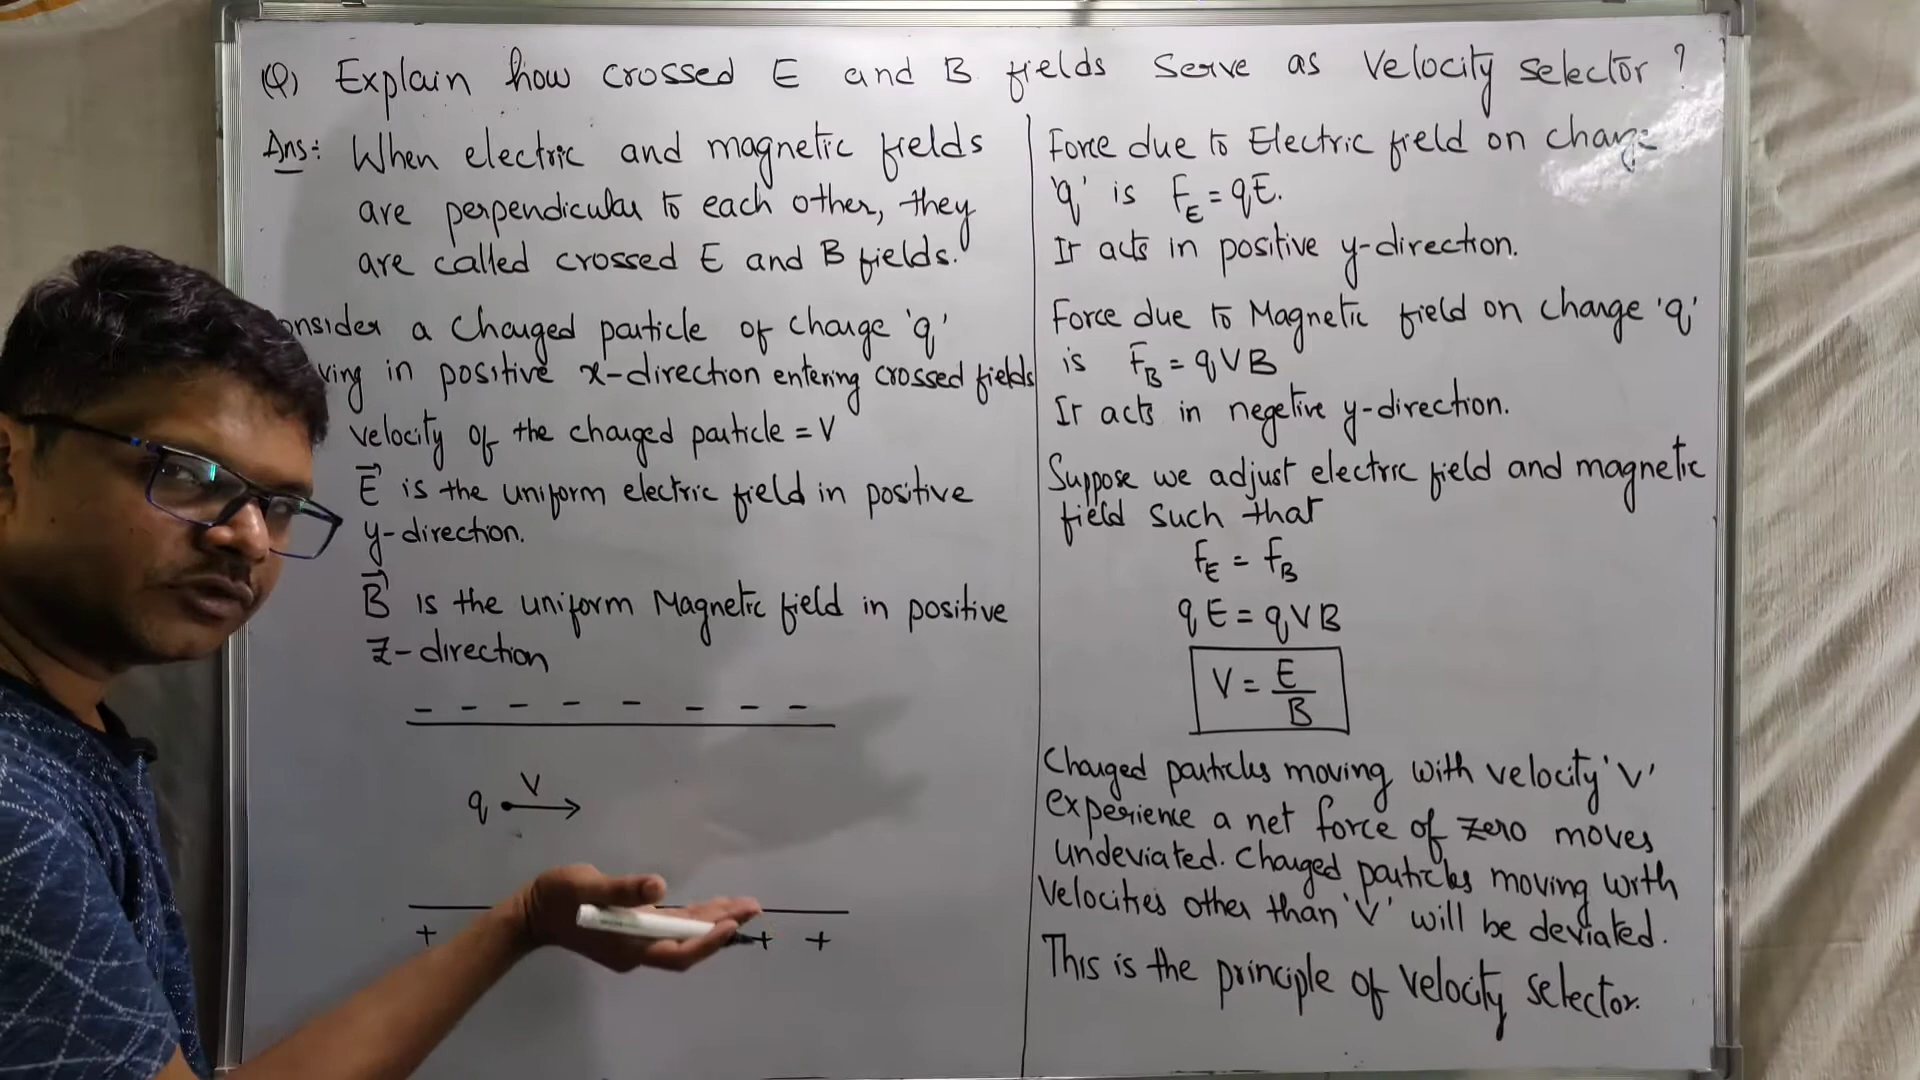 Q) Explain how crossed E and B fields serve as velocity selector?
Ans: When electric and magnetic fields
are perpendicular to each other, they
are called crossed E and B fields.
onsider a Charged particle of charge 'q'
ving in positive x-direction entering crossed fields
velocity of the charged particle = V
E⃗ is the uniform electric field in positive
y-direction.
B⃗ is the uniform Magnetic field in positive
Z-direction
- - - - - - - -
V
q
+ + +
Force due to Electric field on charge
'q' is F_E = qE.
It acts in positive y-direction.
Force due to Magnetic field on charge 'q'
is F_B = qVB
It acts in negetive y-direction.
Suppose we adjust electric field and magnetic
field such that
F_E = F_B
qE = qVB
V = E/B
Charged particles moving with velocity 'V'
experience a net force of zero moves
undeviated. Charged particles moving with
velocities other than 'V' will be deviated.
This is the principle of velocity selector.